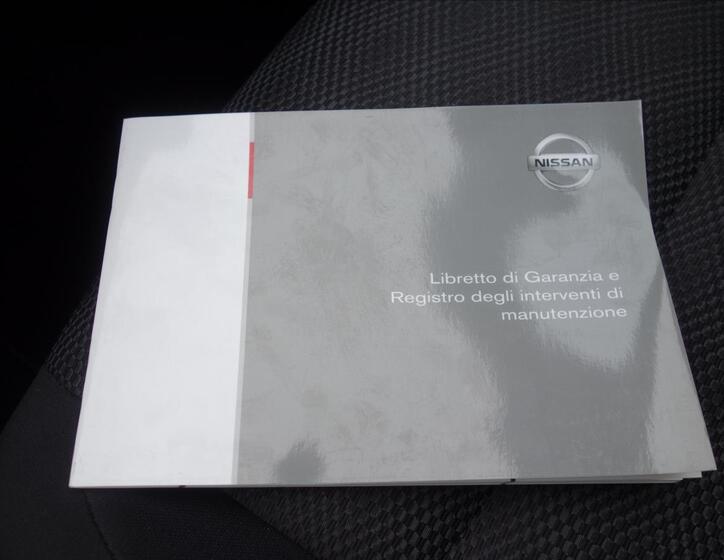 NISSAN
Libretto di Garanzia e
Registro degli interventi di
manutenzione